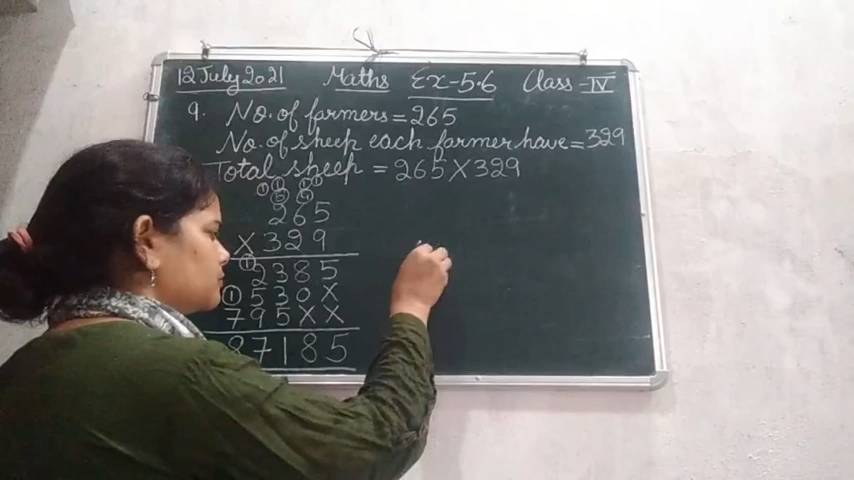 12 July 2021 Maths Ex-5.6 Class-IV
9. No. of farmers = 265
No. of sheep each farmer have = 329
Total sheep = 265 X 329
265
X 329
2385
530X
795XX
87185